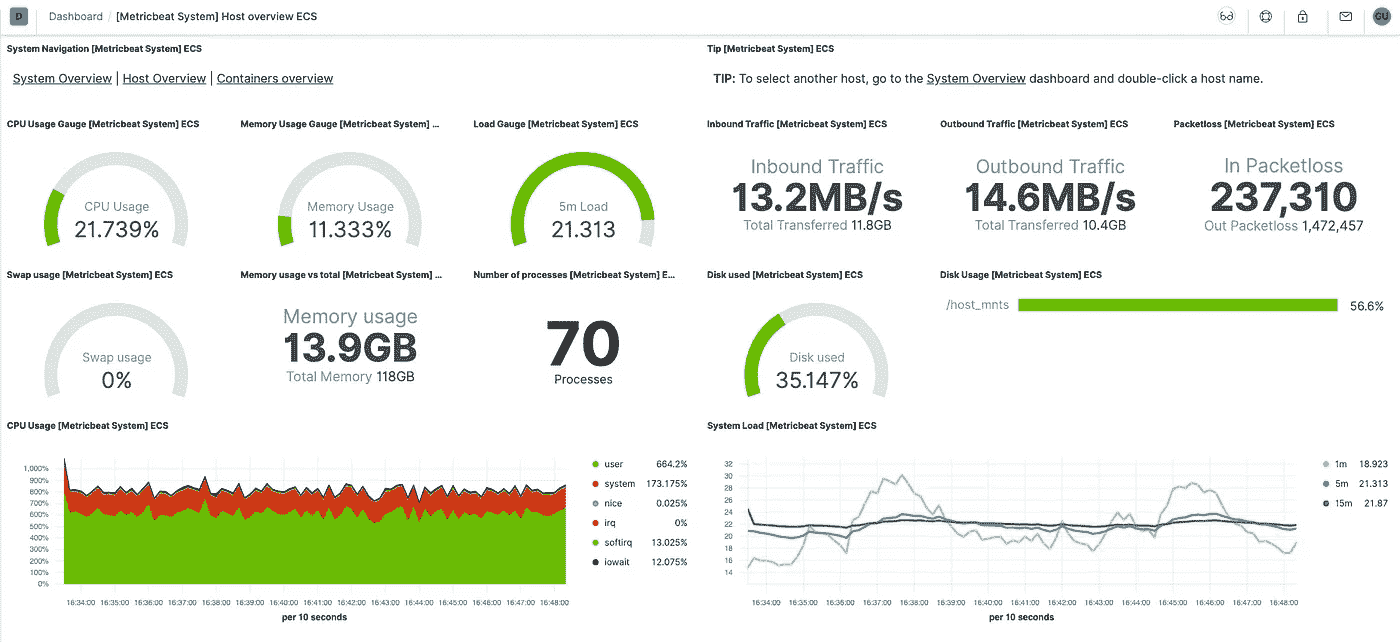 D Dashboard / [Metricbeat System] Host overview ECS GU
System Navigation [Metricbeat System] ECS
System Overview | Host Overview | Containers overview
Tip [Metricbeat System] ECS
TIP: To select another host, go to the System Overview dashboard and double-click a host name.
CPU Usage Gauge [Metricbeat System] ECS
CPU Usage
21.739%
Memory Usage Gauge [Metricbeat System] ...
Memory Usage
11.333%
Load Gauge [Metricbeat System] ECS
5m Load
21.313
Inbound Traffic [Metricbeat System] ECS
Inbound Traffic
13.2MB/s
Total Transferred 11.8GB
Outbound Traffic [Metricbeat System] ECS
Outbound Traffic
14.6MB/s
Total Transferred 10.4GB
Packetloss [Metricbeat System] ECS
In Packetloss
237,310
Out Packetloss 1,472,457
Swap usage [Metricbeat System] ECS
Swap usage
0%
Memory usage vs total [Metricbeat System] ...
Memory usage
13.9GB
Total Memory 118GB
Number of processes [Metricbeat System] E...
70
Processes
Disk used [Metricbeat System] ECS
Disk used
35.147%
Disk Usage [Metricbeat System] ECS
/host_mnts 56.6%
CPU Usage [Metricbeat System] ECS
1,000%
900%
800%
700%
600%
500%
400%
300%
200%
100%
0%
16:34:00 16:35:00 16:36:00 16:37:00 16:38:00 16:39:00 16:40:00 16:41:00 16:42:00 16:43:00 16:44:00 16:45:00 16:46:00 16:47:00 16:48:00
per 10 seconds
user 664.2%
system 173.175%
nice 0.025%
irq 0%
softirq 13.025%
iowait 12.075%
System Load [Metricbeat System] ECS
32
30
28
26
24
22
20
18
16
14
16:34:00 16:35:00 16:36:00 16:37:00 16:38:00 16:39:00 16:40:00 16:41:00 16:42:00 16:43:00 16:44:00 16:45:00 16:46:00 16:47:00 16:48:00
per 10 seconds
1m 18.923
5m 21.313
15m 21.87